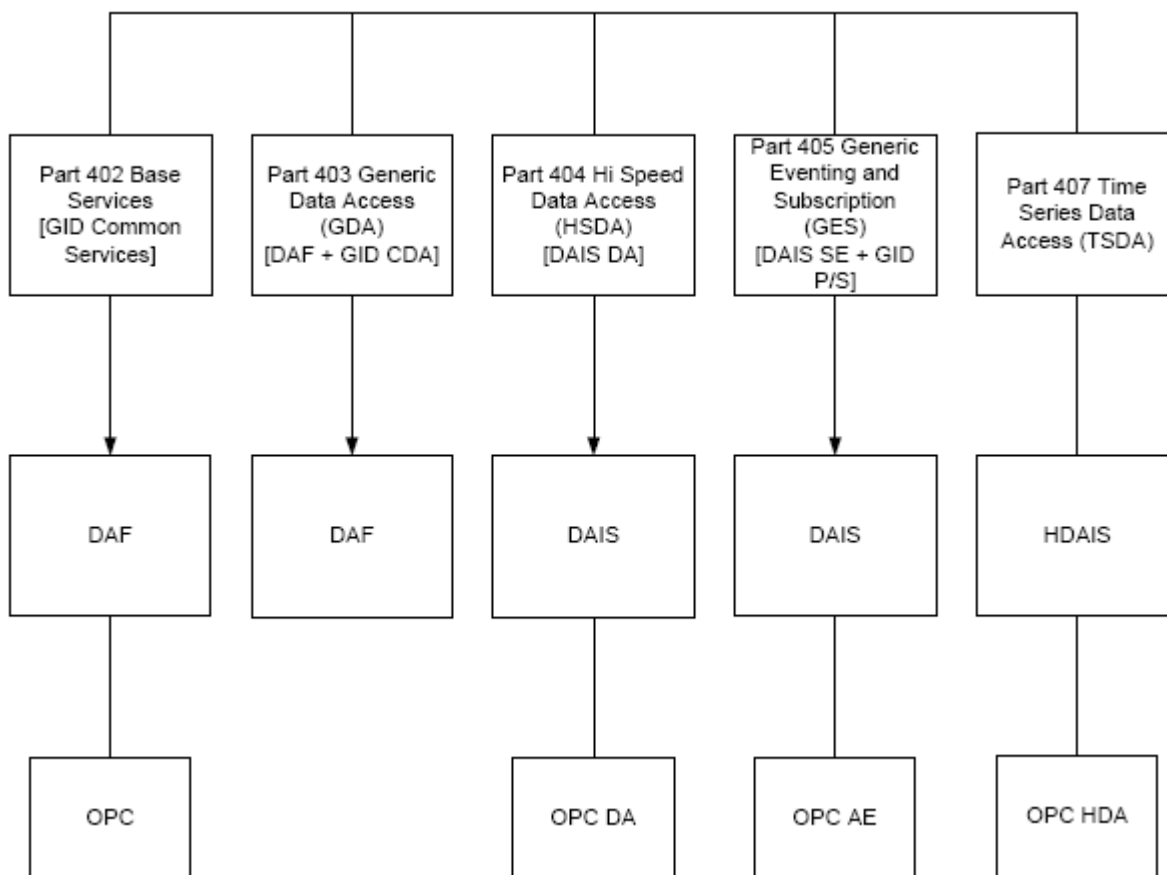 Part 402 Base
Services
[GID Common
Services]
Part 403 Generic
Data Access
(GDA)
[DAF + GID CDA]
Part 404 Hi Speed
Data Access
(HSDA)
[DAIS DA]
Part 405 Generic
Eventing and
Subscription
(GES)
[DAIS SE + GID
P/S]
Part 407 Time
Series Data
Access (TSDA)
DAF
DAF
DAIS
DAIS
HDAIS
OPC
OPC DA
OPC AE
OPC HDA